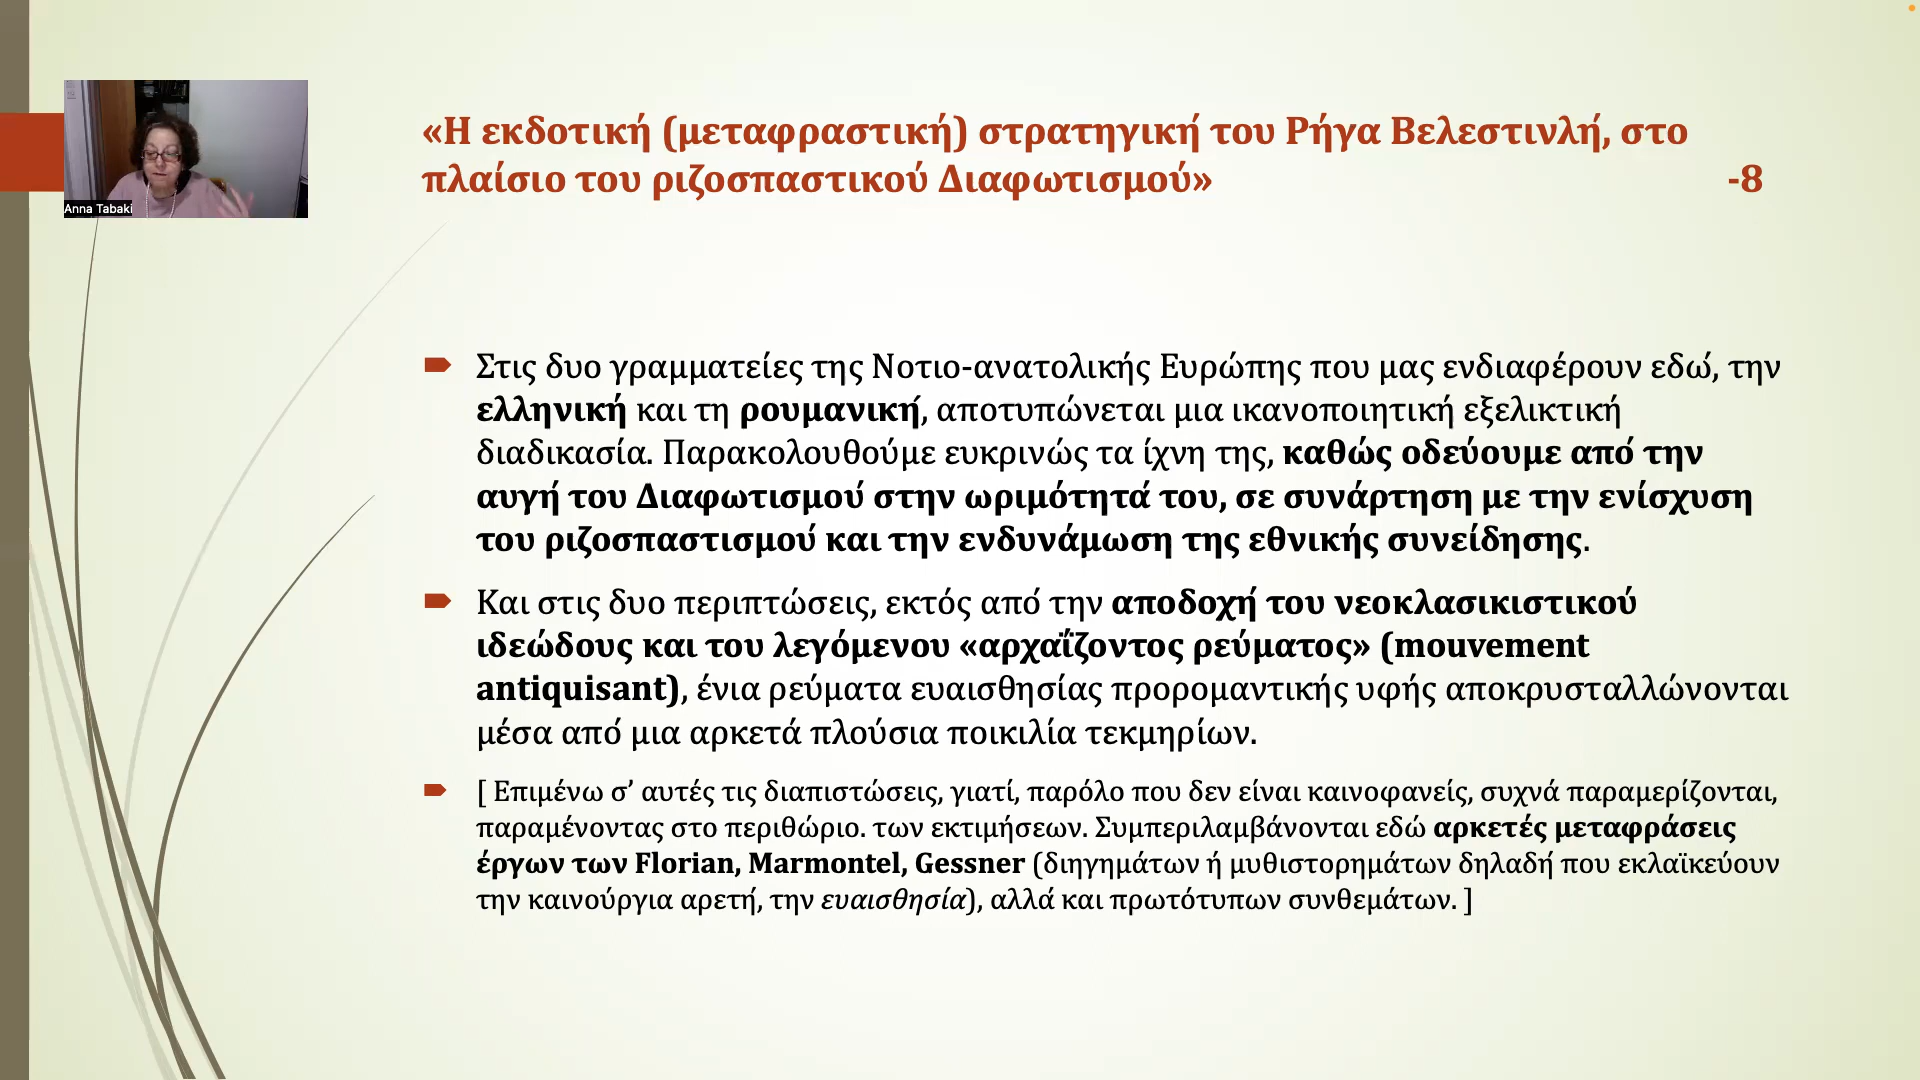 «Η εκδοτική (μεταφραστική) στρατηγική του Ρήγα Βελεστινλή, στο
πλαίσιο του ριζοσπαστικού Διαφωτισμού» -8
Anna Tabaki
Στις δυο γραμματείες της Νοτιο-ανατολικής Ευρώπης που μας ενδιαφέρουν εδώ, την
ελληνική και τη ρουμανική, αποτυπώνεται μια ικανοποιητική εξελικτική
διαδικασία. Παρακολουθούμε ευκρινώς τα ίχνη της, καθώς οδεύουμε από την
αυγή του Διαφωτισμού στην ωριμότητά του, σε συνάρτηση με την ενίσχυση
του ριζοσπαστισμού και την ενδυνάμωση της εθνικής συνείδησης.
Και στις δυο περιπτώσεις, εκτός από την αποδοχή του νεοκλασικιστικού
ιδεώδους και του λεγόμενου «αρχαΐζοντος ρεύματος» (mouvement
antiquisant), ένια ρεύματα ευαισθησίας προρομαντικής υφής αποκρυσταλλώνονται
μέσα από μια αρκετά πλούσια ποικιλία τεκμηρίων.
[ Επιμένω σ’ αυτές τις διαπιστώσεις, γιατί, παρόλο που δεν είναι καινοφανείς, συχνά παραμερίζονται,
παραμένοντας στο περιθώριο. των εκτιμήσεων. Συμπεριλαμβάνονται εδώ αρκετές μεταφράσεις
έργων των Florian, Marmontel, Gessner (διηγημάτων ή μυθιστορημάτων δηλαδή που εκλαϊκεύουν
την καινούργια αρετή, την ευαισθησία), αλλά και πρωτότυπων συνθεμάτων. ]